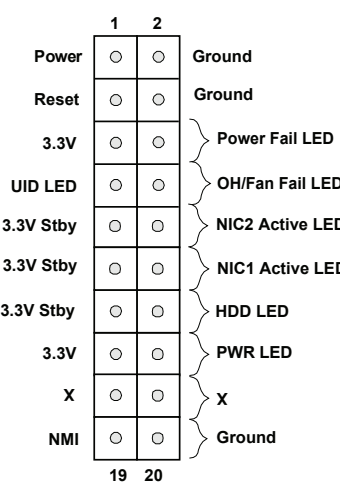 1 2
Power Ground
Reset Ground
3.3V Power Fail LED
UID LED OH/Fan Fail LED
3.3V Stby NIC2 Active LED
3.3V Stby NIC1 Active LED
3.3V Stby HDD LED
3.3V PWR LED
X X
NMI Ground
19 20